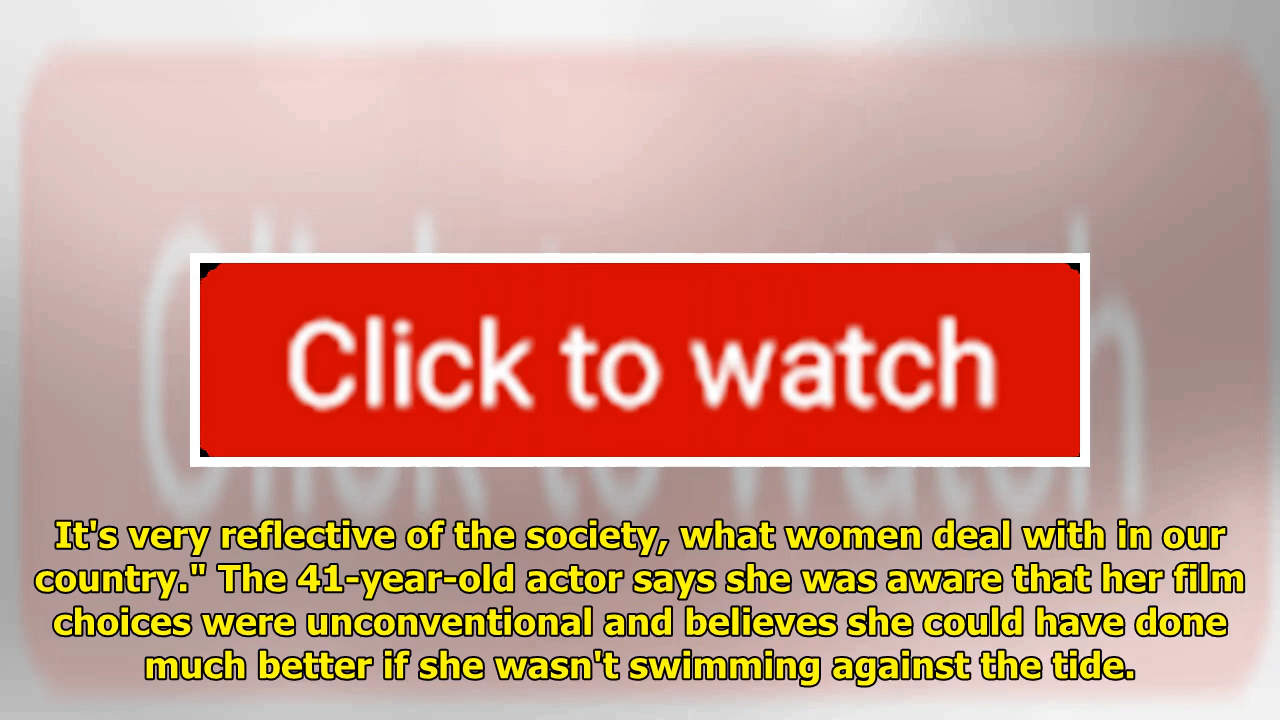 Click to watch
It's very reflective of the society, what women deal with in our
country." The 41-year-old actor says she was aware that her film
choices were unconventional and believes she could have done
much better if she wasn't swimming against the tide.